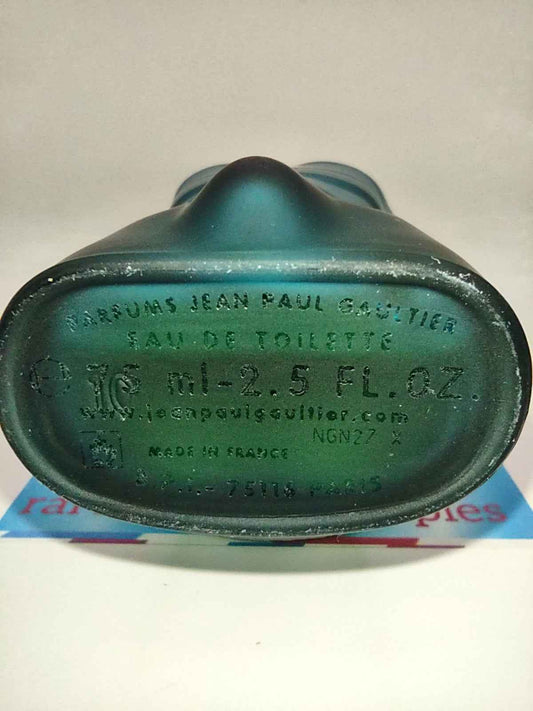 PARFUMS JEAN PAUL GAULTIER
EAU DE TOILETTE
75 ml-2.5 FL.OZ.
www.jeanpaulgaultier.com
NGN27 X
MADE IN FRANCE
B.P.I.- 75116 PARIS